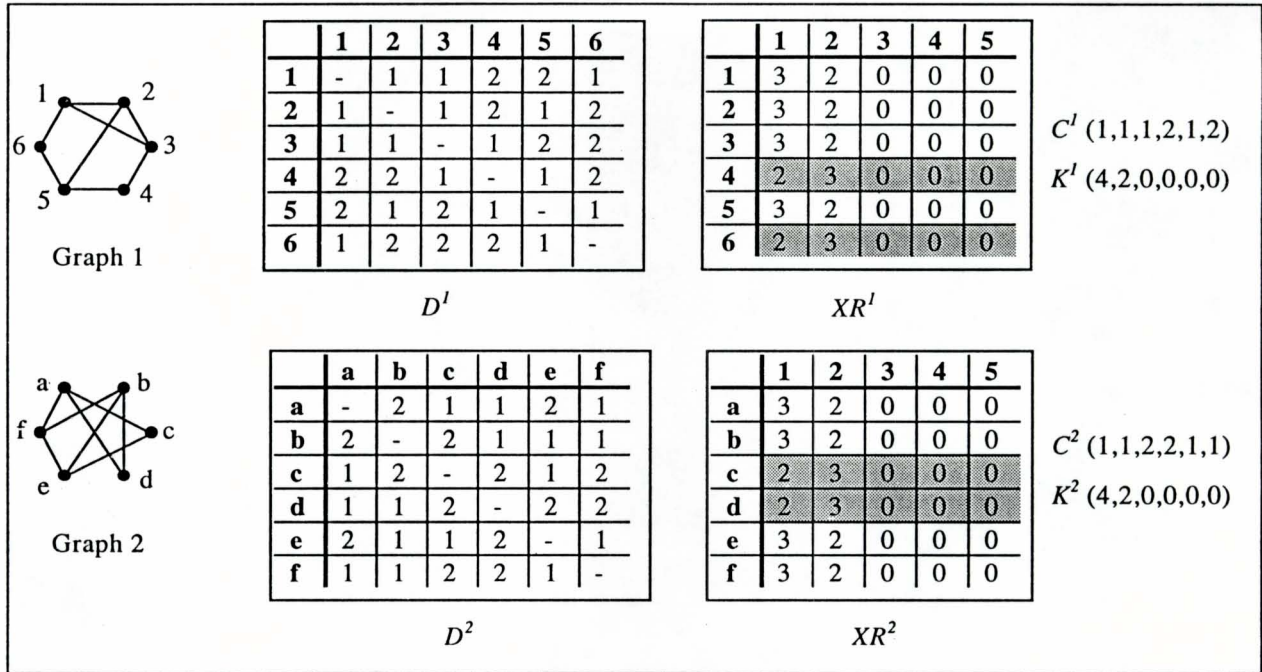 1 2
6 3
5 4
Graph 1
1 2 3 4 5 6
1 - 1 1 2 2 1
2 1 - 1 2 1 2
3 1 1 - 1 2 2
4 2 2 1 - 1 2
5 2 1 2 1 - 1
6 1 2 2 2 1 -
D¹
1 2 3 4 5
1 3 2 0 0 0
2 3 2 0 0 0
3 3 2 0 0 0
4 2 3 0 0 0
5 3 2 0 0 0
6 2 3 0 0 0
XR¹
C¹ (1,1,1,2,1,2)
K¹ (4,2,0,0,0,0)
a b
f c
e d
Graph 2
a b c d e f
a - 2 1 1 2 1
b 2 - 2 1 1 1
c 1 2 - 2 1 2
d 1 1 2 - 2 2
e 2 1 1 2 - 1
f 1 1 2 2 1 -
D²
1 2 3 4 5
a 3 2 0 0 0
b 3 2 0 0 0
c 2 3 0 0 0
d 2 3 0 0 0
e 3 2 0 0 0
f 3 2 0 0 0
XR²
C² (1,1,2,2,1,1)
K² (4,2,0,0,0,0)